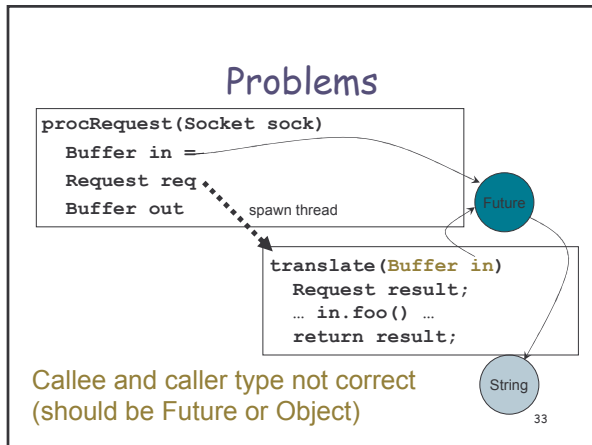 Problems
procRequest(Socket sock)
Buffer in =
Request req
Buffer out
spawn thread
Future
translate(Buffer in)
Request result;
… in.foo() …
return result;
String
Callee and caller type not correct
(should be Future or Object)
33